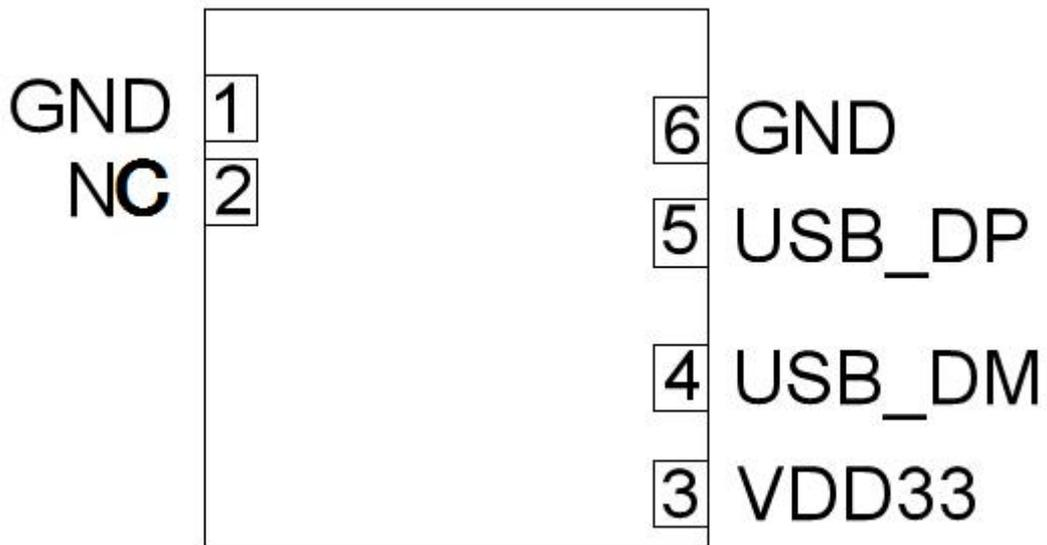 GND 1
NC 2
6 GND
5 USB_DP
4 USB_DM
3 VDD33